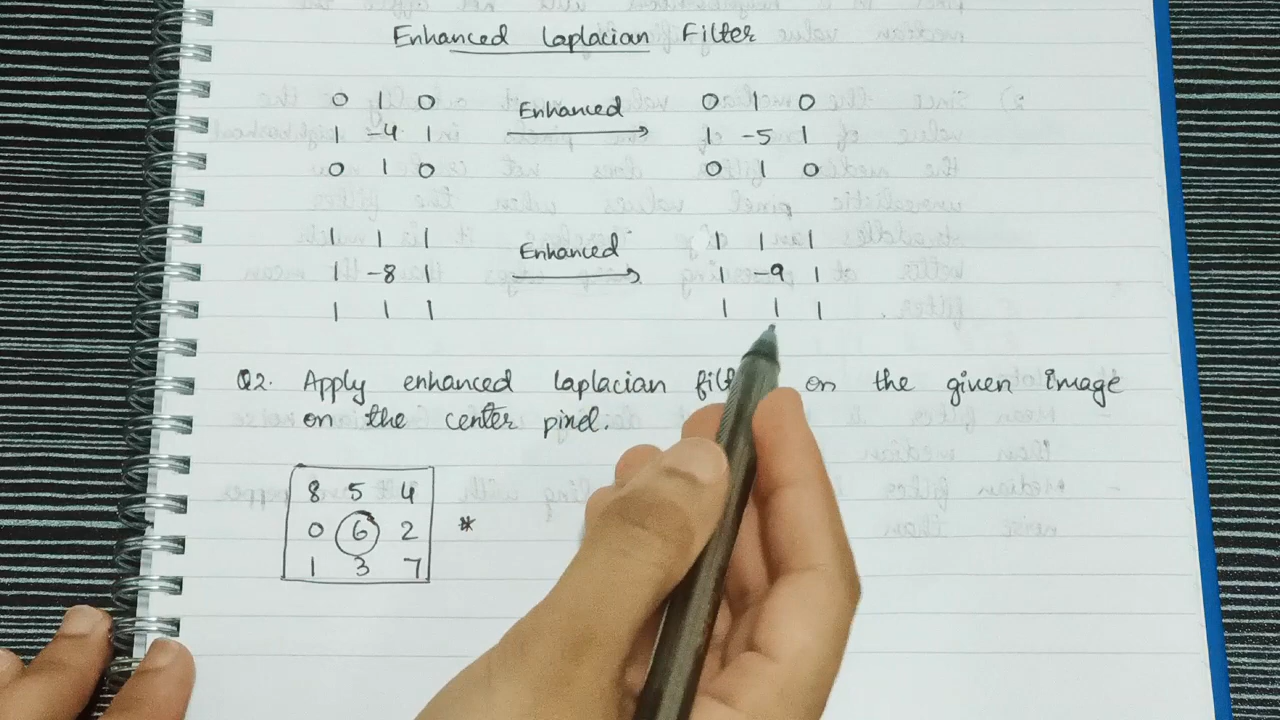 Enhanced Laplacian Filter
0 1 0 Enhanced 0 1 0
1 -4 1 1 -5 1
0 1 0 0 1 0
1 1 1 Enhanced 1 1 1
1 -8 1 1 -9 1
1 1 1 1 1 1
Q2. Apply enhanced laplacian on the given image
on the center pixel.
8 5 4
0 6 2 *
1 3 7